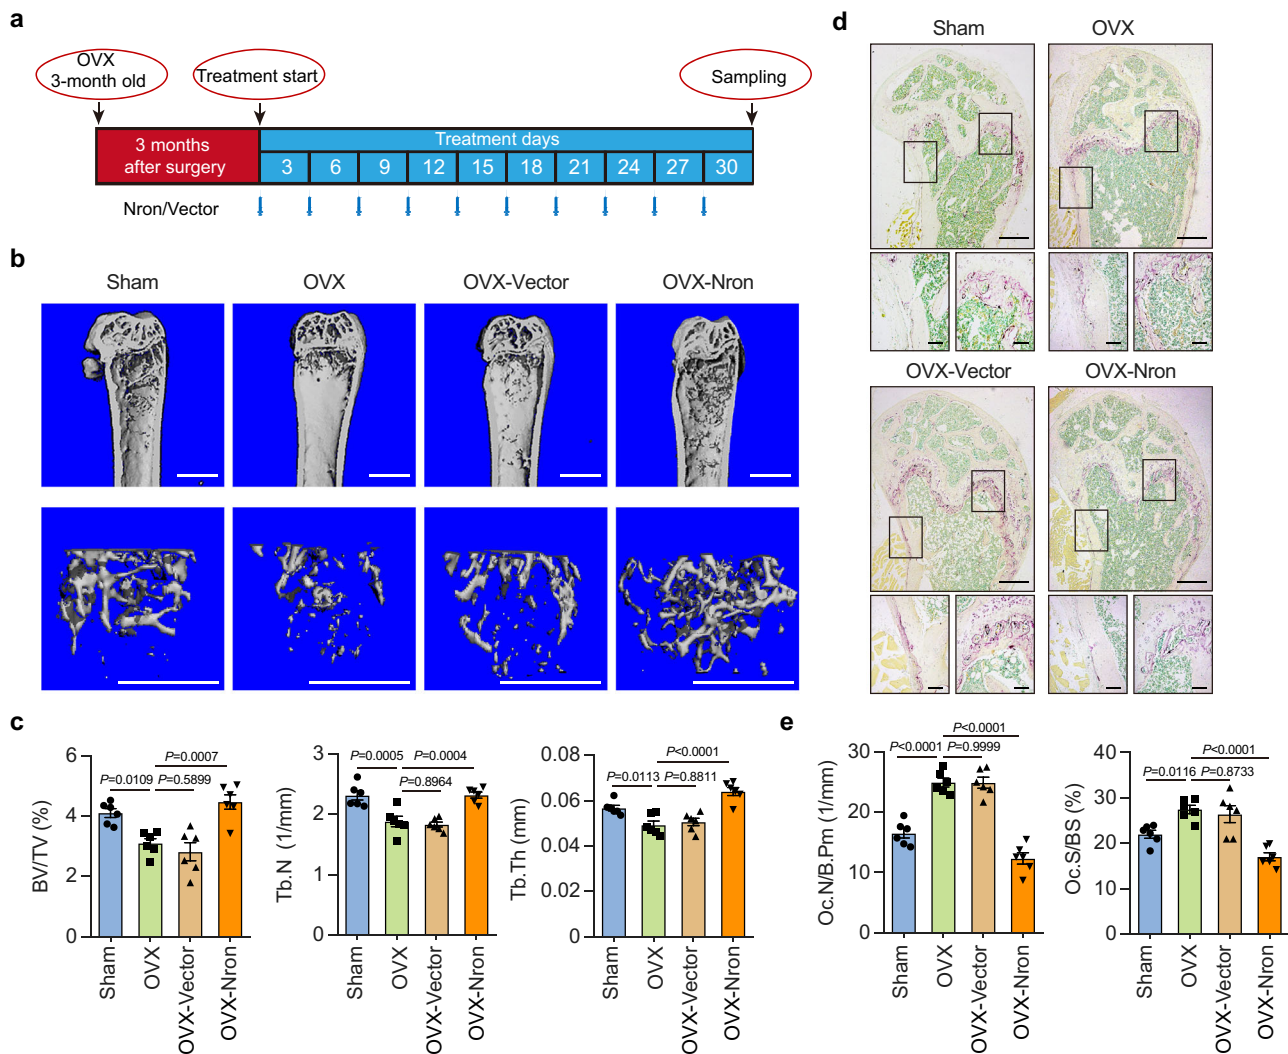 a
OVX
3-month old
Treatment start
Sampling
3 months
after surgery
Treatment days
3 6 9 12 15 18 21 24 27 30
Nron/Vector
b
Sham OVX OVX-Vector OVX-Nron
c
BV/TV (%)
6
4
2
0
P=0.0007
P=0.0109 P=0.5899
Sham OVX OVX-Vector OVX-Nron
Tb.N (1/mm)
3
2
1
0
P=0.0005 P=0.0004
P=0.8964
Sham OVX OVX-Vector OVX-Nron
Tb.Th (mm)
0.08
0.06
0.04
0.02
0
P<0.0001
P=0.0113 P=0.8811
Sham OVX OVX-Vector OVX-Nron
d
Sham OVX
OVX-Vector OVX-Nron
e
Oc.N/B.Pm (1/mm)
30
20
10
0
P<0.0001
P<0.0001 P=0.9999
Sham OVX OVX-Vector OVX-Nron
Oc.S/BS (%)
40
30
20
10
0
P<0.0001
P=0.0116 P=0.8733
Sham OVX OVX-Vector OVX-Nron